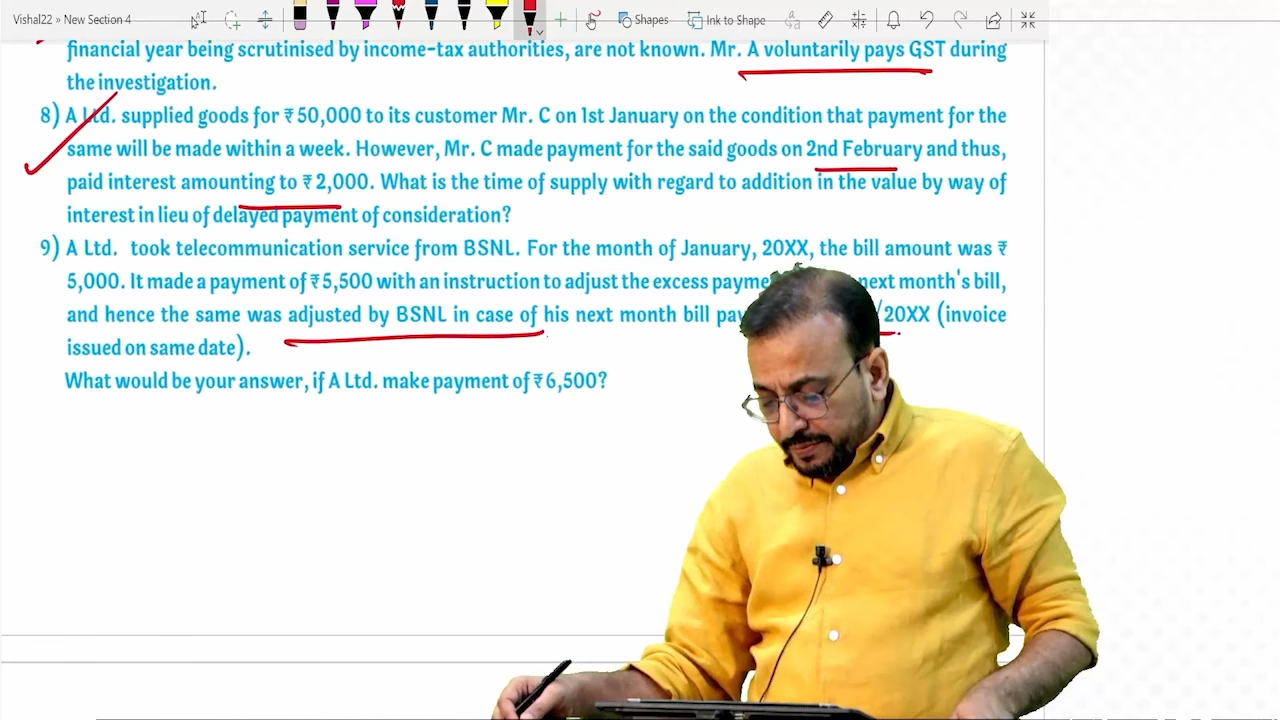 Vishal22 » New Section 4
Shapes
Ink to Shape
financial year being scrutinised by income-tax authorities, are not known. Mr. A voluntarily pays GST during
the investigation.
8) A Ltd. supplied goods for ₹50,000 to its customer Mr. C on 1st January on the condition that payment for the
same will be made within a week. However, Mr. C made payment for the said goods on 2nd February and thus,
paid interest amounting to ₹2,000. What is the time of supply with regard to addition in the value by way of
interest in lieu of delayed payment of consideration?
9) A Ltd. took telecommunication service from BSNL. For the month of January, 20XX, the bill amount was ₹
5,000. It made a payment of ₹5,500 with an instruction to adjust the excess next month's bill,
and hence the same was adjusted by BSNL in case of his next month bill /20XX (invoice
issued on same date).
What would be your answer, if A Ltd. make payment of ₹6,500?